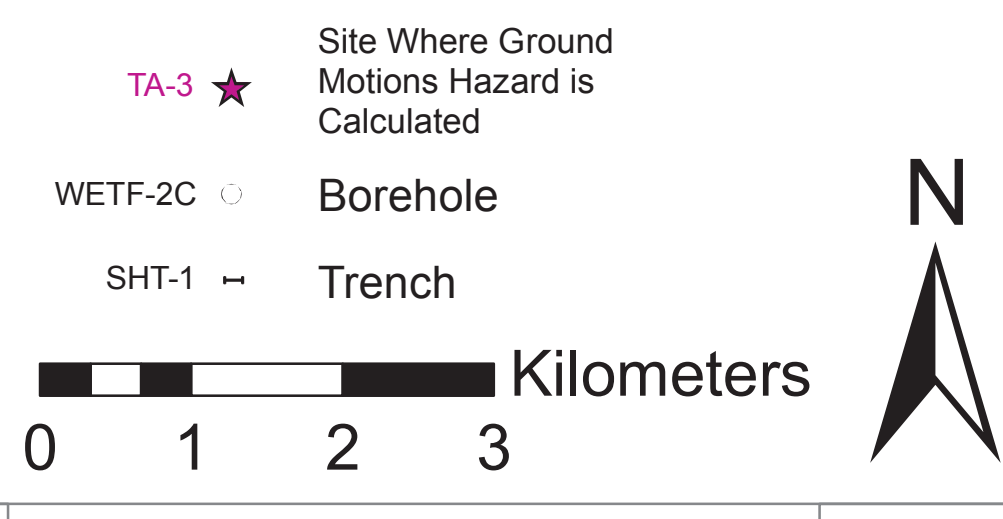 Site Where Ground
TA-3 Motions Hazard is
Calculated
WETF-2C Borehole
SHT-1 Trench
N
Kilometers
0 1 2 3